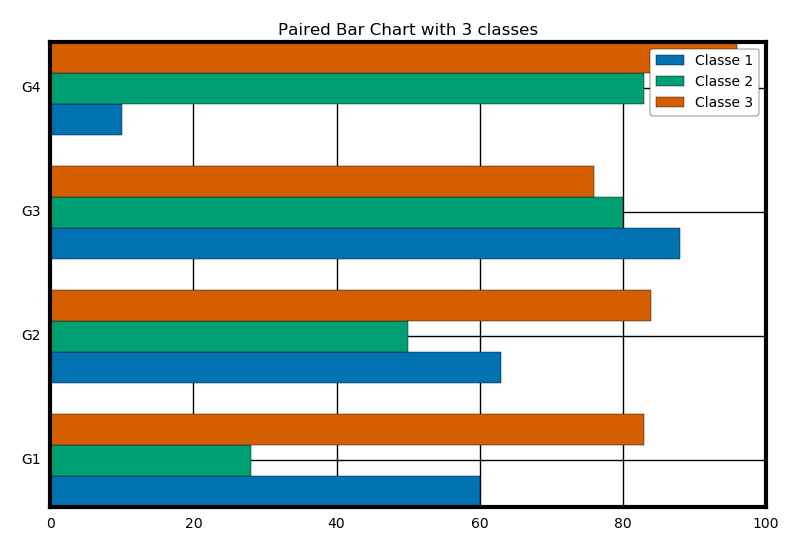 Paired Bar Chart with 3 classes
Classe 1
Classe 2
Classe 3
G4
G3
G2
G1
0 20 40 60 80 100